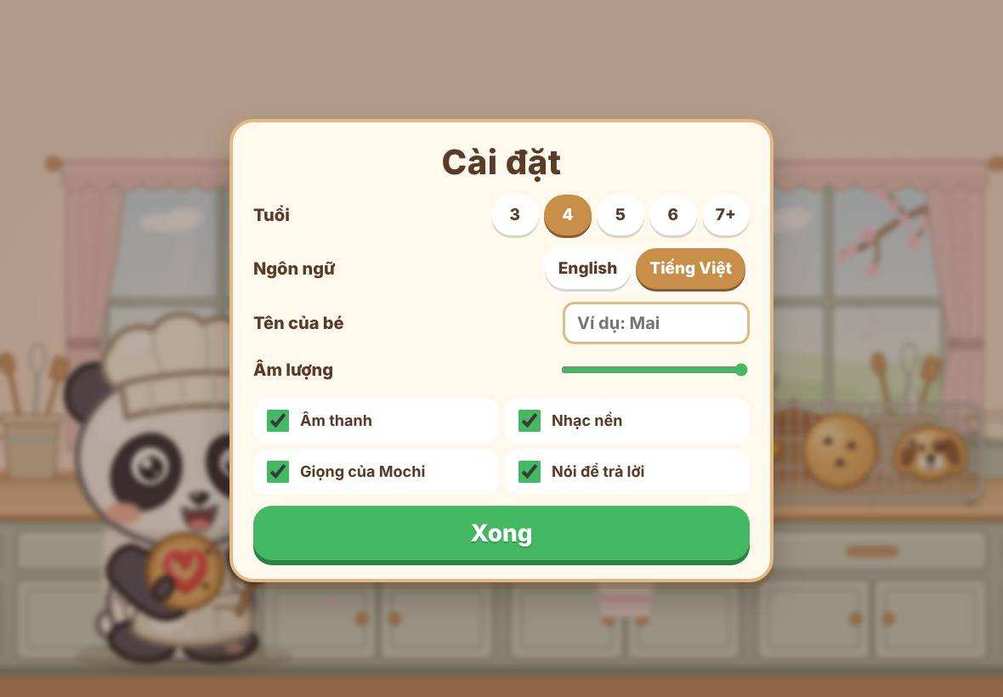 Cài đặt
Tuổi 3 4 5 6 7+
Ngôn ngữ English Tiếng Việt
Tên của bé Ví dụ: Mai
Âm lượng
Âm thanh Nhạc nền
Giọng của Mochi Nói để trả lời
Xong